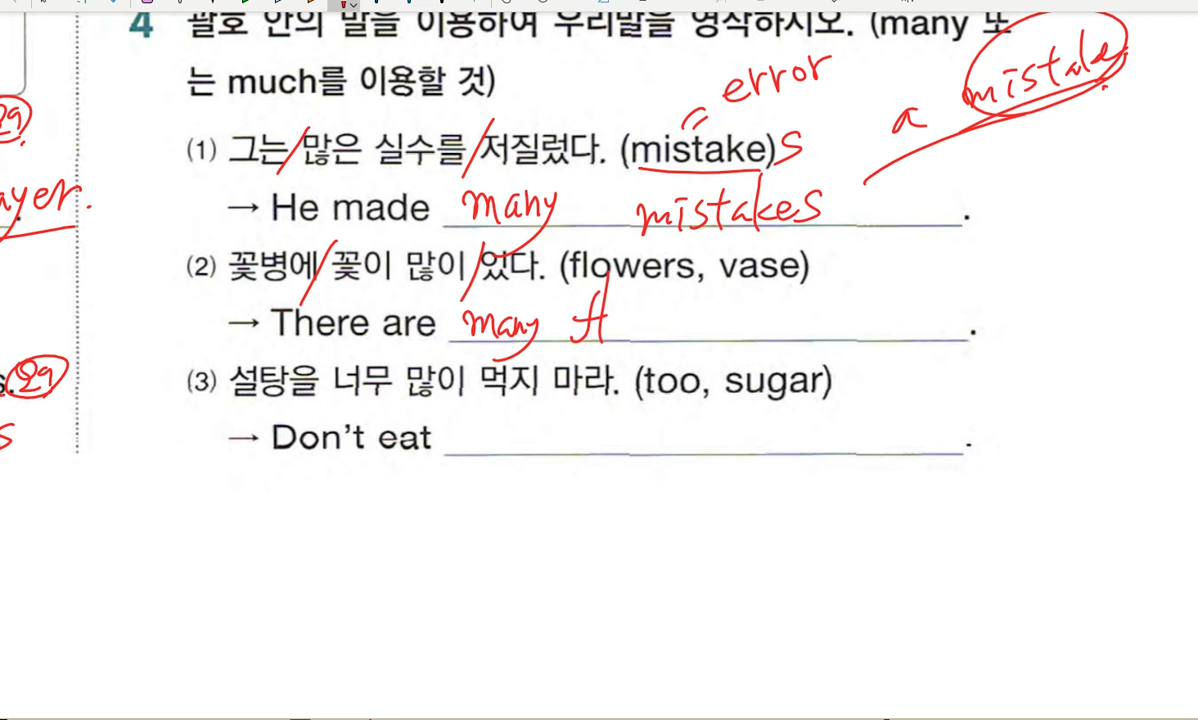 4 괄호 안의 말을 이용하여 우리말을 영작하시오. (many 또
는 much를 이용할 것)
error
a mistake
29
(1) 그는 많은 실수를 저질렀다. (mistake)s
ayer.
→ He made many mistakes.
(2) 꽃병에 꽃이 많이 있다. (flowers, vase)
→ There are many fl.
s. 29
(3) 설탕을 너무 많이 먹지 마라. (too, sugar)
s
→ Don't eat .